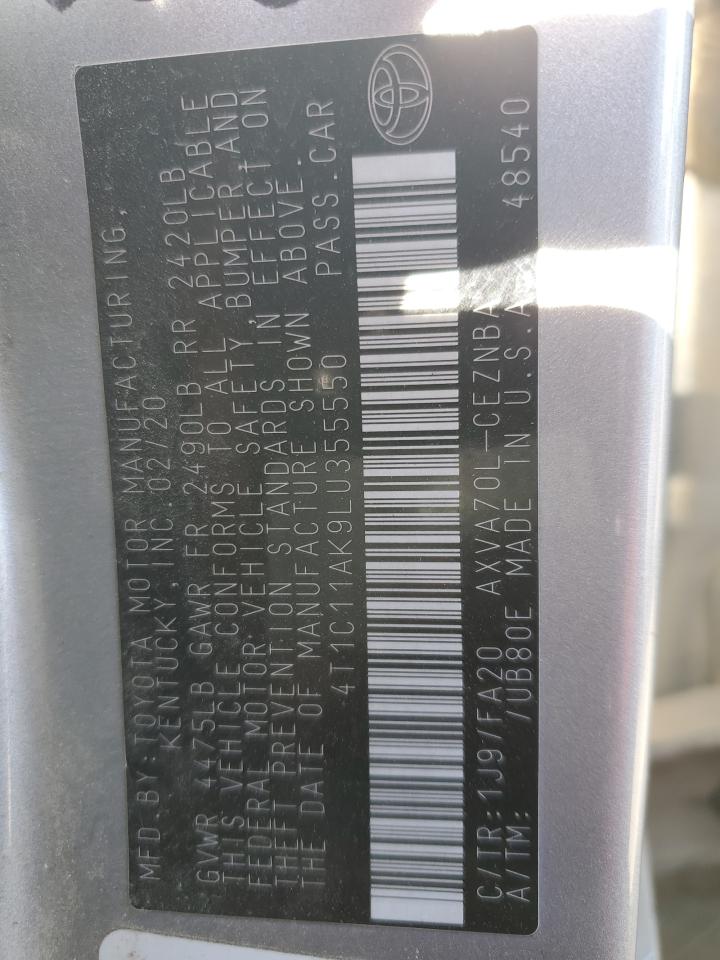 MFD.BY:TOYOTA MOTOR MANUFACTURING,
KENTUCKY, INC.02/20
GVWR 4475LB GAWR FR 2490LB RR 2420LB
THIS VEHICLE CONFORMS TO ALL APPLICABLE
FEDERAL MOTOR VEHICLE SAFETY, BUMPER, AND
THEFT PREVENTION STANDARDS IN EFFECT ON
THE DATE OF MANUFACTURE SHOWN ABOVE.
4T1C11AK9LU355550 PASS.CAR
C/TR:1J9/FA20 AXVA70L-CEZNBA 48540
A/TM: /UB80E MADE IN U.S.A